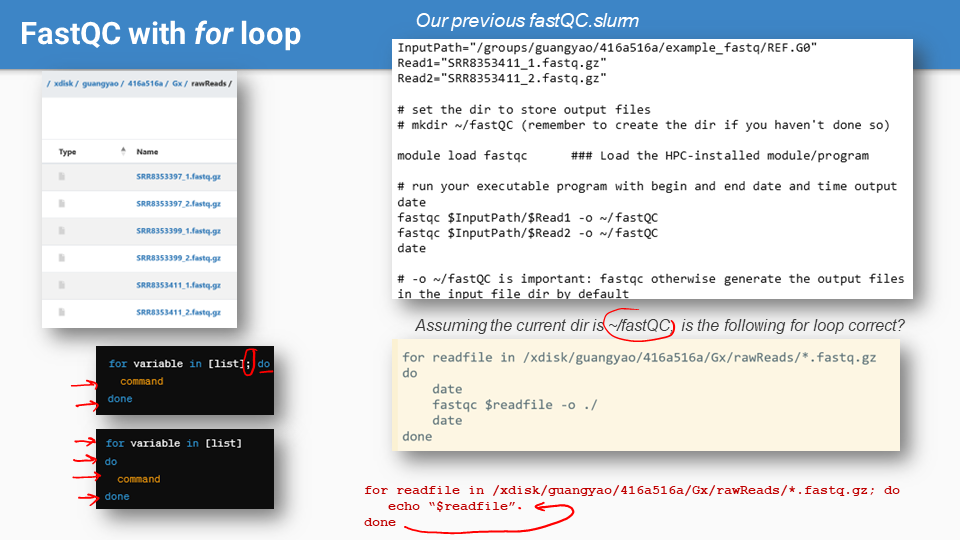 FastQC with for loop
Our previous fastQC.slurm
/ xdisk / guangyao / 416a516a / Gx / rawReads /
Type Name
SRR8353397_1.fastq.gz
SRR8353397_2.fastq.gz
SRR8353399_1.fastq.gz
SRR8353399_2.fastq.gz
SRR8353411_1.fastq.gz
SRR8353411_2.fastq.gz
InputPath="/groups/guangyao/416a516a/example_fastq/REF.G0"
Read1="SRR8353411_1.fastq.gz"
Read2="SRR8353411_2.fastq.gz"
# set the dir to store output files
# mkdir ~/fastQC (remember to create the dir if you haven't done so)
module load fastqc ### Load the HPC-installed module/program
# run your executable program with begin and end date and time output
date
fastqc $InputPath/$Read1 -o ~/fastQC
fastqc $InputPath/$Read2 -o ~/fastQC
date
# -o ~/fastQC is important: fastqc otherwise generate the output files
in the input file dir by default
Assuming the current dir is ~/fastQC, is the following for loop correct?
for readfile in /xdisk/guangyao/416a516a/Gx/rawReads/*.fastq.gz
do
date
fastqc $readfile -o ./
date
done
for variable in [list]; do
command
done
for variable in [list]
do
command
done
for readfile in /xdisk/guangyao/416a516a/Gx/rawReads/*.fastq.gz; do
echo “$readfile”.
done